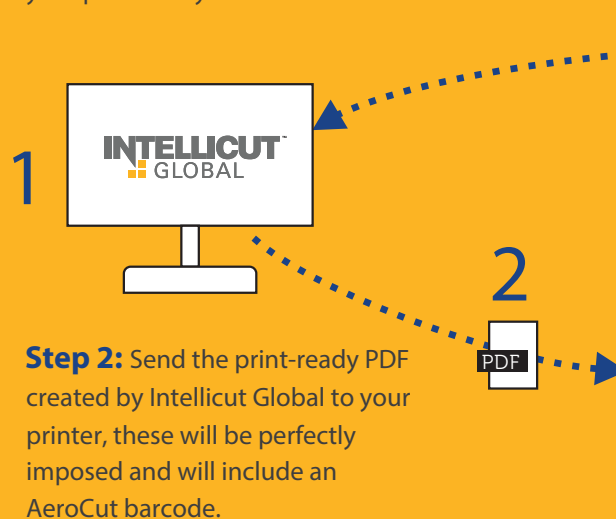 1
INTELLICUT™
GLOBAL
2
PDF
Step 2: Send the print-ready PDF
created by Intellicut Global to your
printer, these will be perfectly
imposed and will include an
AeroCut barcode.